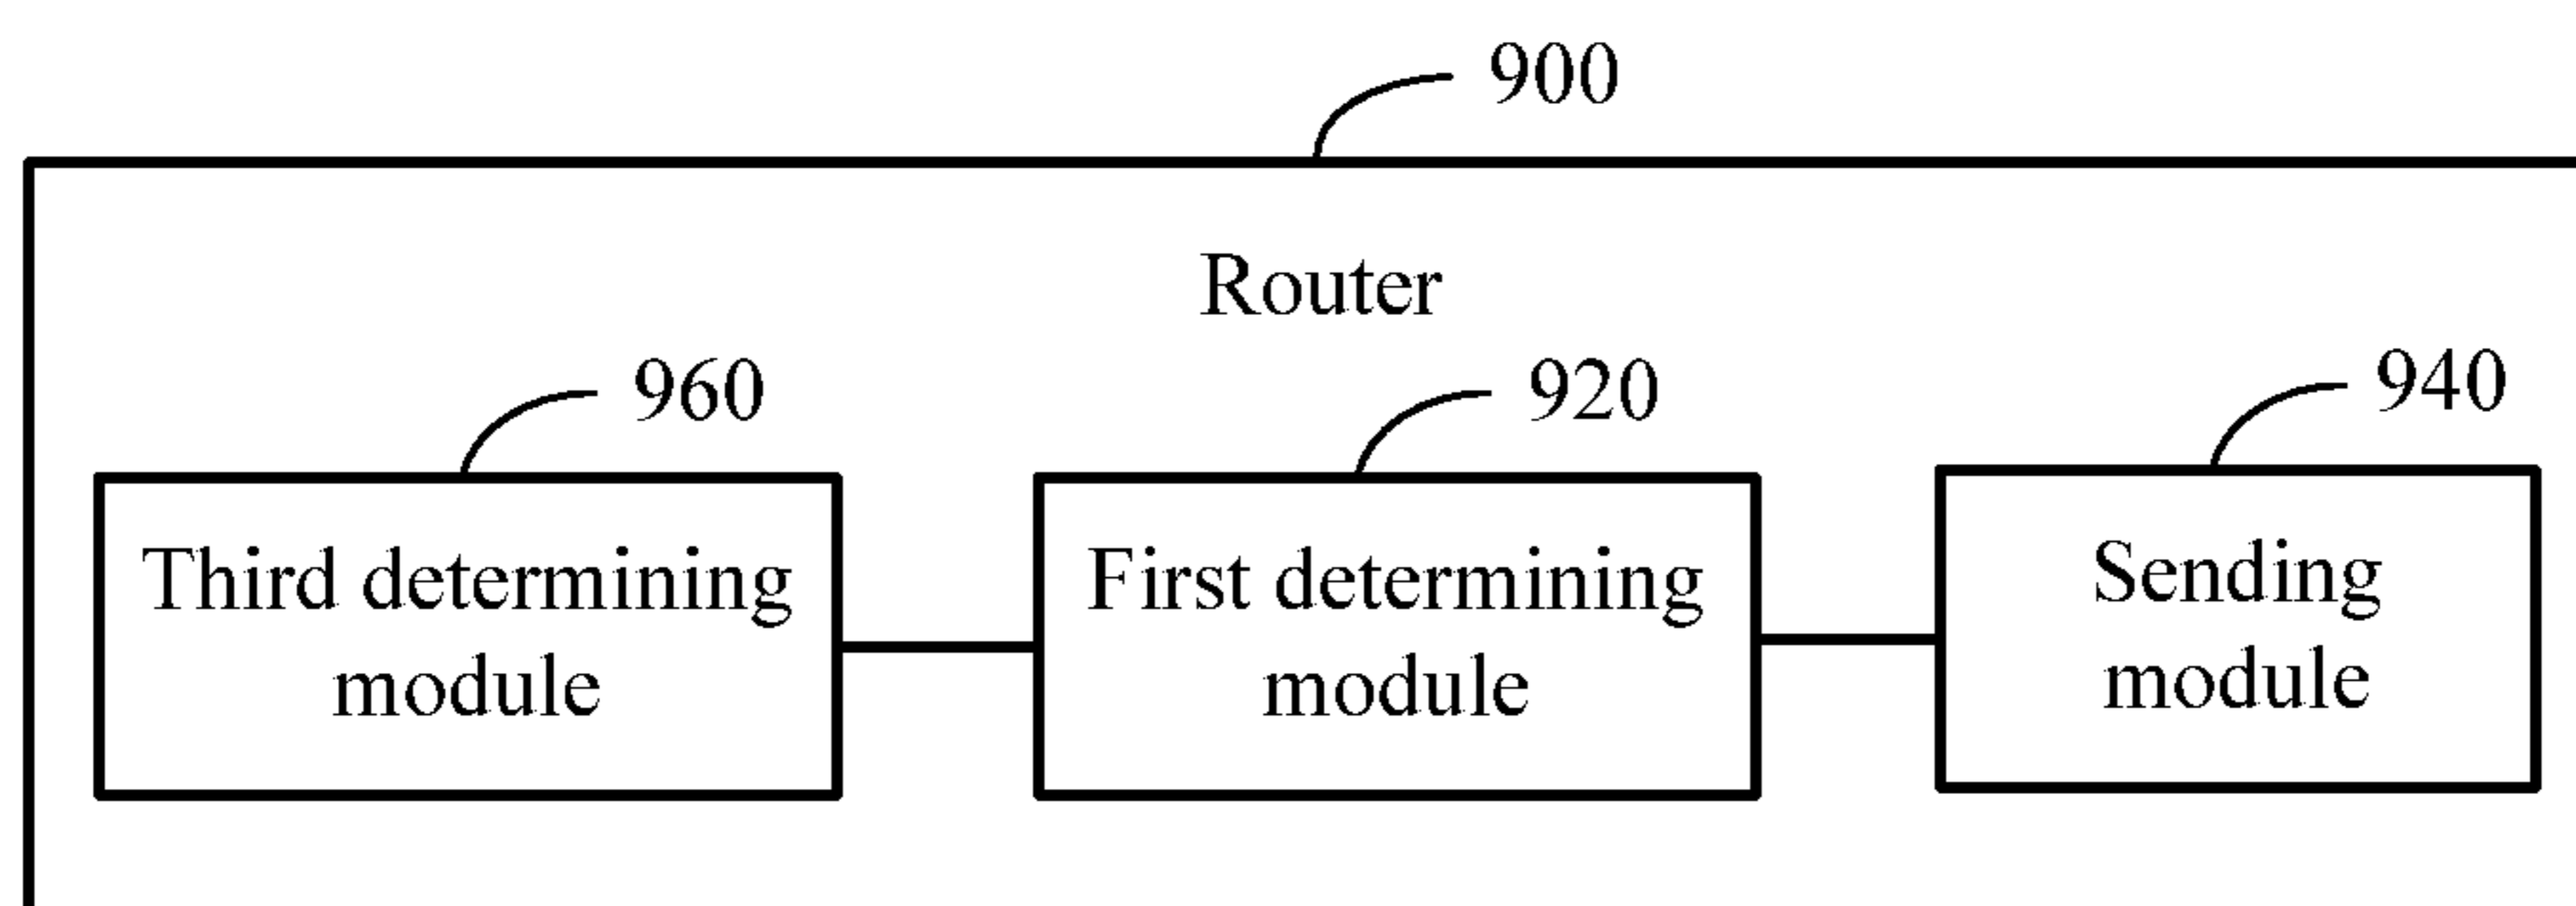 900
Router
960
920
940
Third determining
module
First determining
module
Sending
module